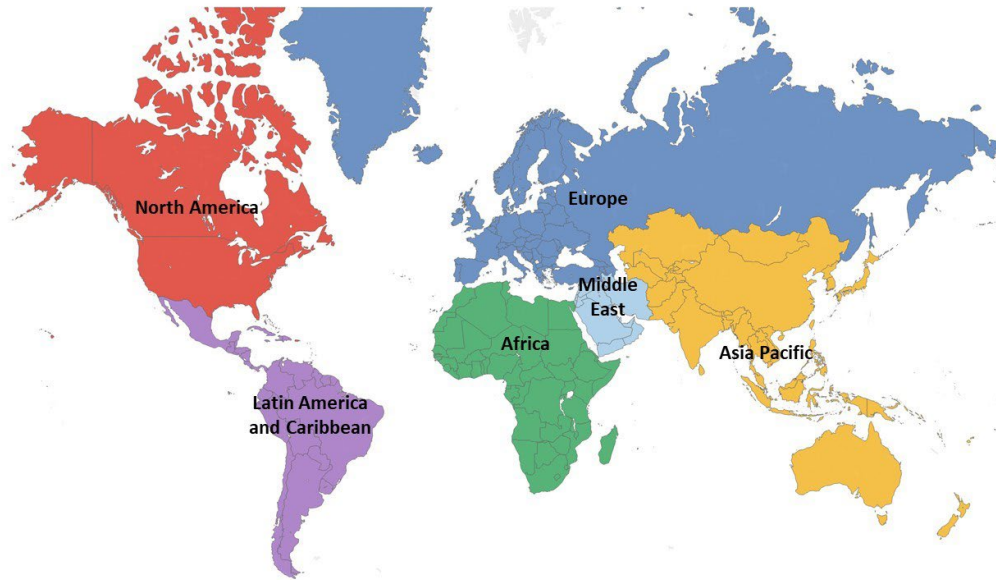 North America
Europe
Middle
East
Africa
Asia Pacific
Latin America
and Caribbean